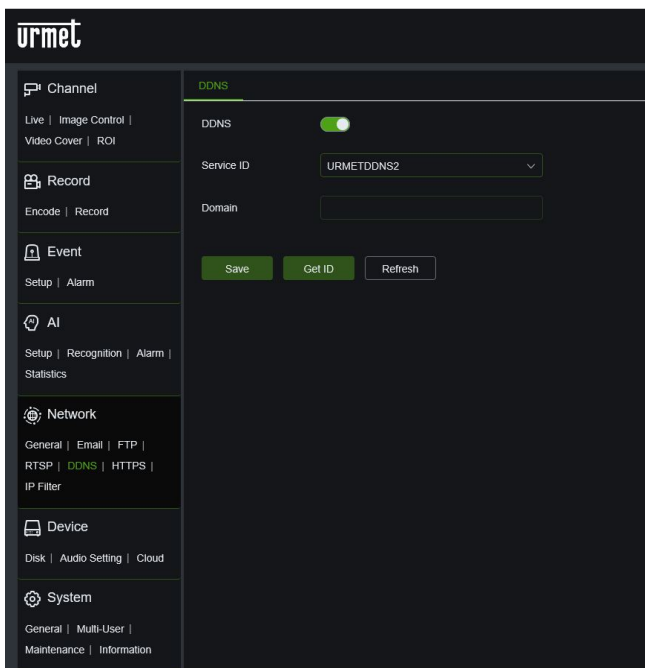 urmet
Channel
Live | Image Control |
Video Cover | ROI
Record
Encode | Record
Event
Setup | Alarm
AI
AI
Setup | Recognition | Alarm |
Statistics
Network
General | Email | FTP |
RTSP | DDNS | HTTPS |
IP Filter
Device
Disk | Audio Setting | Cloud
System
General | Multi-User |
Maintenance | Information
DDNS
DDNS
Service ID
URMETDDNS2
Domain
Save
Get ID
Refresh